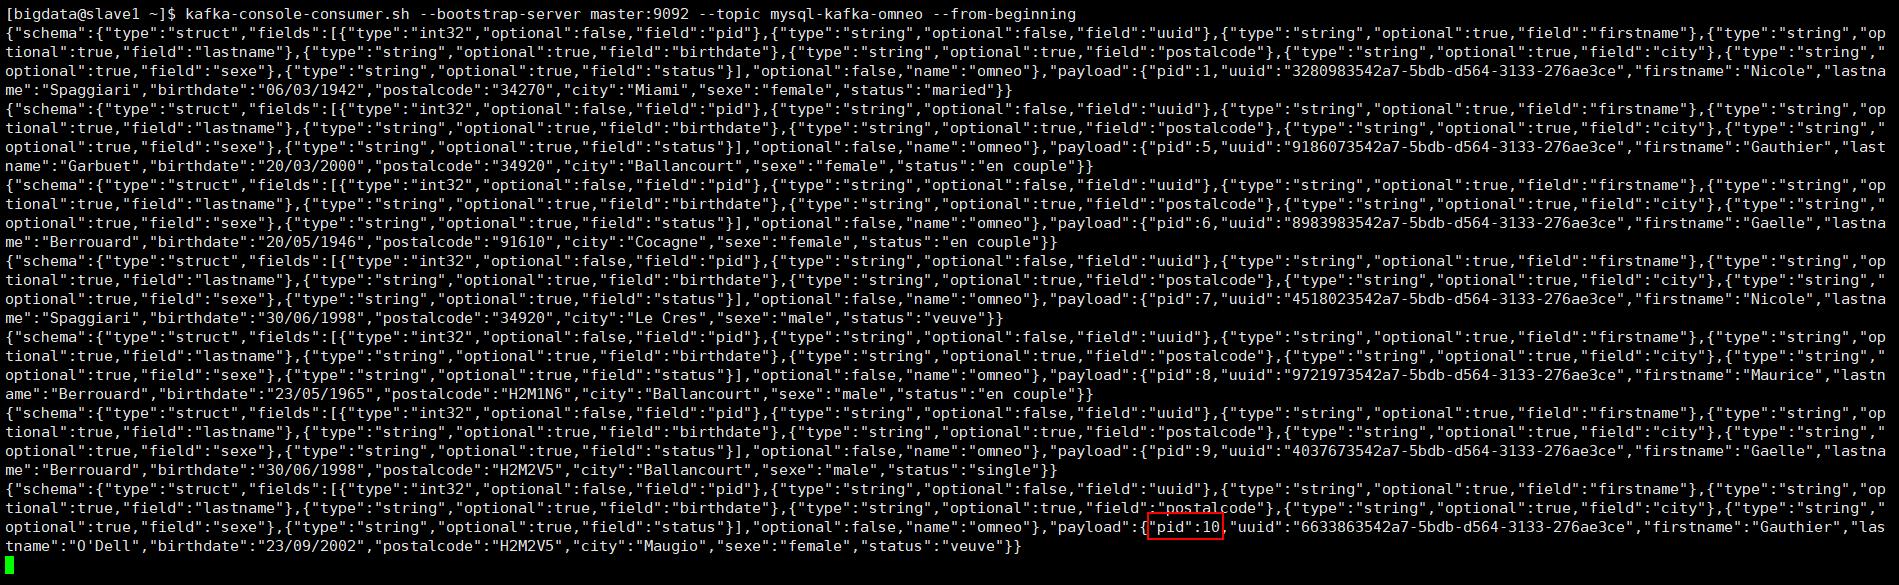 [bigdata@slave1 ~]$ kafka-console-consumer.sh --bootstrap-server master:9092 --topic mysql-kafka-omneo --from-beginning
{"schema":{"type":"struct","fields":[{"type":"int32","optional":false,"field":"pid"},{"type":"string","optional":false,"field":"uuid"},{"type":"string","optional":true,"field":"firstname"},{"type":"string","op
tional":true,"field":"lastname"},{"type":"string","optional":true,"field":"birthdate"},{"type":"string","optional":true,"field":"postalcode"},{"type":"string","optional":true,"field":"city"},{"type":"string","
optional":true,"field":"sexe"},{"type":"string","optional":true,"field":"status"}],"optional":false,"name":"omneo"},"payload":{"pid":1,"uuid":"3280983542a7-5bdb-d564-3133-276ae3ce","firstname":"Nicole","lastna
me":"Spaggiari","birthdate":"06/03/1942","postalcode":"34270","city":"Miami","sexe":"female","status":"maried"}}
{"schema":{"type":"struct","fields":[{"type":"int32","optional":false,"field":"pid"},{"type":"string","optional":false,"field":"uuid"},{"type":"string","optional":true,"field":"firstname"},{"type":"string","op
tional":true,"field":"lastname"},{"type":"string","optional":true,"field":"birthdate"},{"type":"string","optional":true,"field":"postalcode"},{"type":"string","optional":true,"field":"city"},{"type":"string","
optional":true,"field":"sexe"},{"type":"string","optional":true,"field":"status"}],"optional":false,"name":"omneo"},"payload":{"pid":5,"uuid":"9186073542a7-5bdb-d564-3133-276ae3ce","firstname":"Gauthier","last
name":"Garbuet","birthdate":"20/03/2000","postalcode":"34920","city":"Ballancourt","sexe":"female","status":"en couple"}}
{"schema":{"type":"struct","fields":[{"type":"int32","optional":false,"field":"pid"},{"type":"string","optional":false,"field":"uuid"},{"type":"string","optional":true,"field":"firstname"},{"type":"string","op
tional":true,"field":"lastname"},{"type":"string","optional":true,"field":"birthdate"},{"type":"string","optional":true,"field":"postalcode"},{"type":"string","optional":true,"field":"city"},{"type":"string","
optional":true,"field":"sexe"},{"type":"string","optional":true,"field":"status"}],"optional":false,"name":"omneo"},"payload":{"pid":6,"uuid":"8983983542a7-5bdb-d564-3133-276ae3ce","firstname":"Gaelle","lastna
me":"Berrouard","birthdate":"20/05/1946","postalcode":"91610","city":"Cocagne","sexe":"female","status":"en couple"}}
{"schema":{"type":"struct","fields":[{"type":"int32","optional":false,"field":"pid"},{"type":"string","optional":false,"field":"uuid"},{"type":"string","optional":true,"field":"firstname"},{"type":"string","op
tional":true,"field":"lastname"},{"type":"string","optional":true,"field":"birthdate"},{"type":"string","optional":true,"field":"postalcode"},{"type":"string","optional":true,"field":"city"},{"type":"string","
optional":true,"field":"sexe"},{"type":"string","optional":true,"field":"status"}],"optional":false,"name":"omneo"},"payload":{"pid":7,"uuid":"4518023542a7-5bdb-d564-3133-276ae3ce","firstname":"Nicole","lastna
me":"Spaggiari","birthdate":"30/06/1998","postalcode":"34920","city":"Le Cres","sexe":"male","status":"veuve"}}
{"schema":{"type":"struct","fields":[{"type":"int32","optional":false,"field":"pid"},{"type":"string","optional":false,"field":"uuid"},{"type":"string","optional":true,"field":"firstname"},{"type":"string","op
tional":true,"field":"lastname"},{"type":"string","optional":true,"field":"birthdate"},{"type":"string","optional":true,"field":"postalcode"},{"type":"string","optional":true,"field":"city"},{"type":"string","
optional":true,"field":"sexe"},{"type":"string","optional":true,"field":"status"}],"optional":false,"name":"omneo"},"payload":{"pid":8,"uuid":"9721973542a7-5bdb-d564-3133-276ae3ce","firstname":"Maurice","lastn
ame":"Berrouard","birthdate":"23/05/1965","postalcode":"H2M1N6","city":"Ballancourt","sexe":"male","status":"en couple"}}
{"schema":{"type":"struct","fields":[{"type":"int32","optional":false,"field":"pid"},{"type":"string","optional":false,"field":"uuid"},{"type":"string","optional":true,"field":"firstname"},{"type":"string","op
tional":true,"field":"lastname"},{"type":"string","optional":true,"field":"birthdate"},{"type":"string","optional":true,"field":"postalcode"},{"type":"string","optional":true,"field":"city"},{"type":"string","
optional":true,"field":"sexe"},{"type":"string","optional":true,"field":"status"}],"optional":false,"name":"omneo"},"payload":{"pid":9,"uuid":"4037673542a7-5bdb-d564-3133-276ae3ce","firstname":"Gaelle","lastna
me":"Berrouard","birthdate":"30/06/1998","postalcode":"H2M2V5","city":"Ballancourt","sexe":"male","status":"single"}}
{"schema":{"type":"struct","fields":[{"type":"int32","optional":false,"field":"pid"},{"type":"string","optional":false,"field":"uuid"},{"type":"string","optional":true,"field":"firstname"},{"type":"string","op
tional":true,"field":"lastname"},{"type":"string","optional":true,"field":"birthdate"},{"type":"string","optional":true,"field":"postalcode"},{"type":"string","optional":true,"field":"city"},{"type":"string","
optional":true,"field":"sexe"},{"type":"string","optional":true,"field":"status"}],"optional":false,"name":"omneo"},"payload":{"pid":10,"uuid":"6633863542a7-5bdb-d564-3133-276ae3ce","firstname":"Gauthier","las
tname":"O'Dell","birthdate":"23/09/2002","postalcode":"H2M2V5","city":"Maugio","sexe":"female","status":"veuve"}}